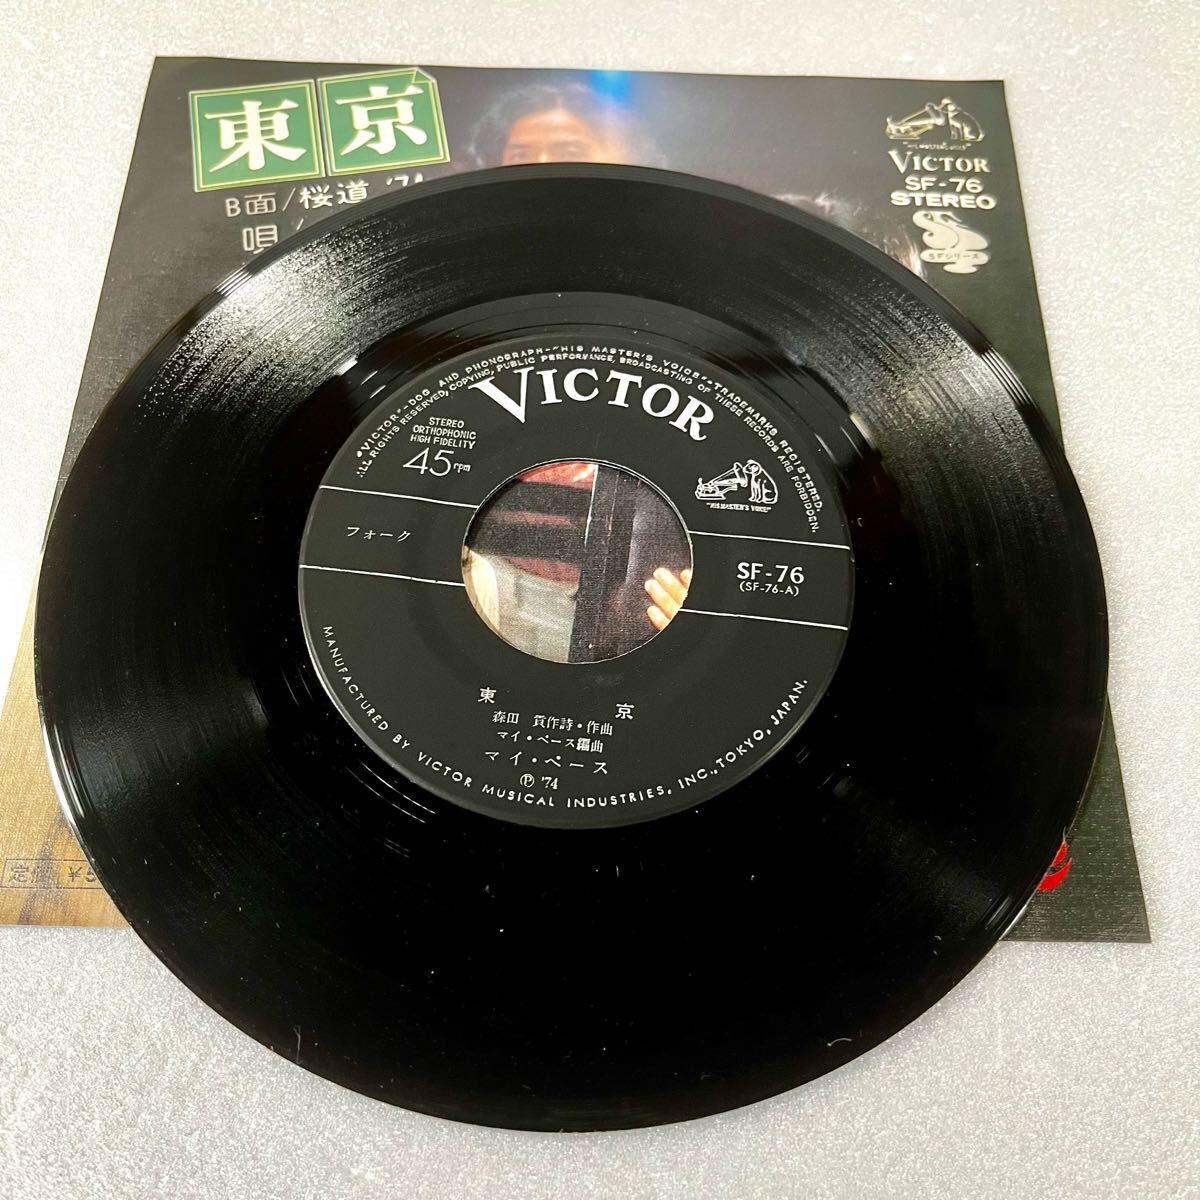 東京
B面/桜道'74
唄/
"HIS MASTER'S VOICE"
VICTOR
SF-76
STEREO
SFシリーズ
"VICTOR"-DOG AND PHONOGRAPH-"HIS MASTER'S VOICE"-TRADEMARKS REGISTERED.
ALL RIGHTS RESERVED, COPYING, PUBLIC PERFORMANCE, BROADCASTING OF THESE RECORDS ARE FORBIDDEN.
VICTOR
STEREO
ORTHOPHONIC
HIGH FIDELITY
45 rpm
"HIS MASTER'S VOICE"
フォーク
SF-76
(SF-76-A)
東京
森田 貢作詩・作曲
マイ・ペース編曲
マイ・ペース
Ⓟ '74
MANUFACTURED BY VICTOR MUSICAL INDUSTRIES, INC., TOKYO, JAPAN.